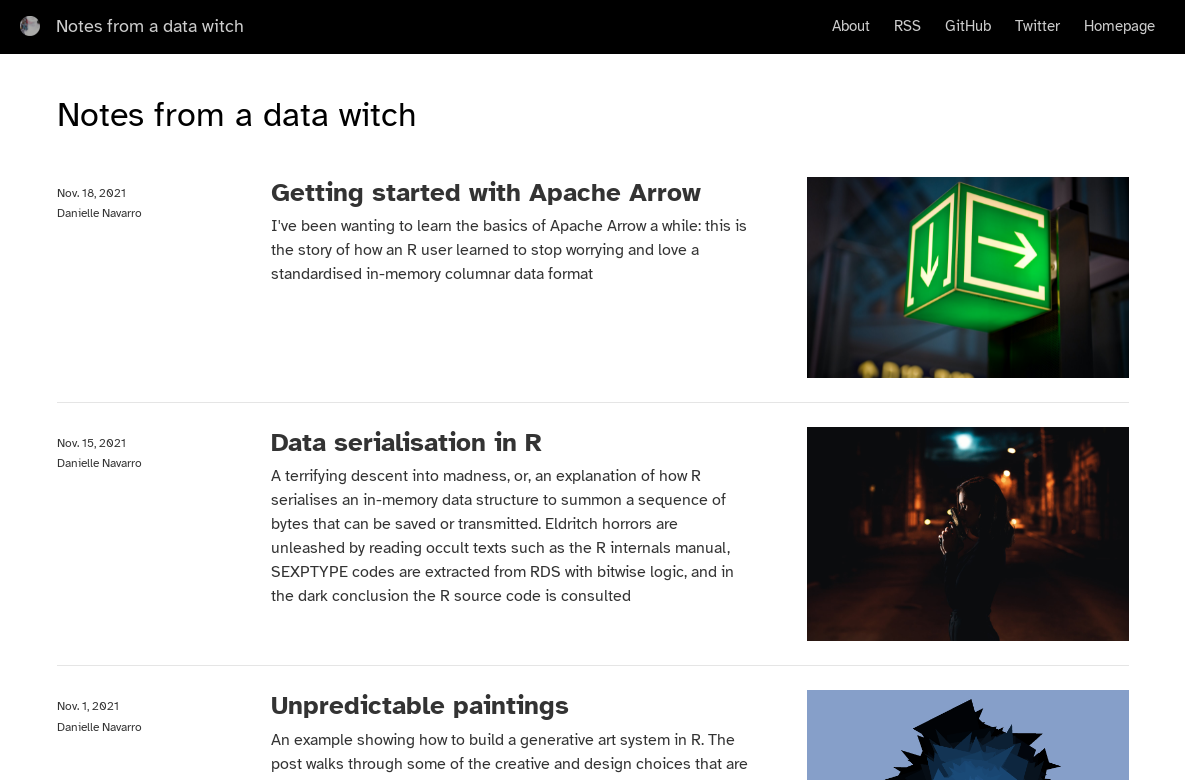 Notes from a data witch
About RSS GitHub Twitter Homepage
Notes from a data witch
Nov. 18, 2021
Danielle Navarro
Getting started with Apache Arrow
I've been wanting to learn the basics of Apache Arrow a while: this is
the story of how an R user learned to stop worrying and love a
standardised in-memory columnar data format
Nov. 15, 2021
Danielle Navarro
Data serialisation in R
A terrifying descent into madness, or, an explanation of how R
serialises an in-memory data structure to summon a sequence of
bytes that can be saved or transmitted. Eldritch horrors are
unleashed by reading occult texts such as the R internals manual,
SEXPTYPE codes are extracted from RDS with bitwise logic, and in
the dark conclusion the R source code is consulted
Nov. 1, 2021
Danielle Navarro
Unpredictable paintings
An example showing how to build a generative art system in R. The
post walks through some of the creative and design choices that are